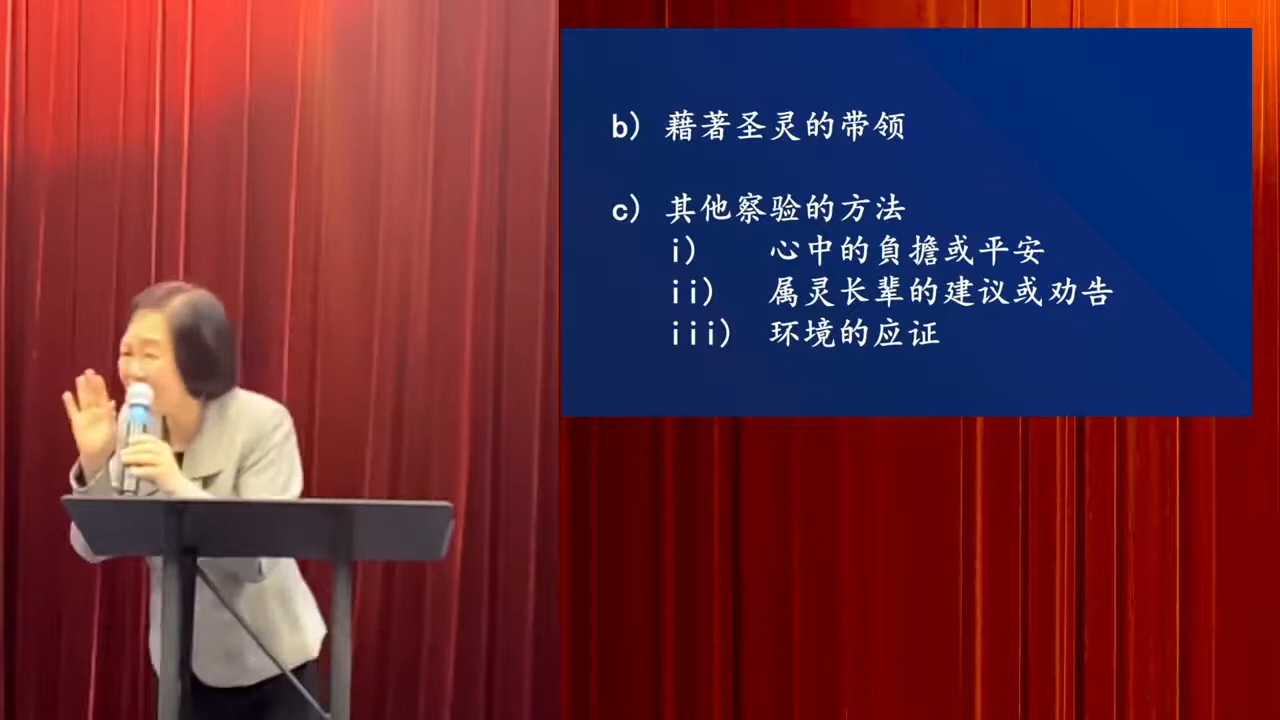 b) 藉著圣灵的带领
c) 其他察验的方法
i) 心中的負擔或平安
ii) 属灵长辈的建议或劝告
iii) 环境的应证